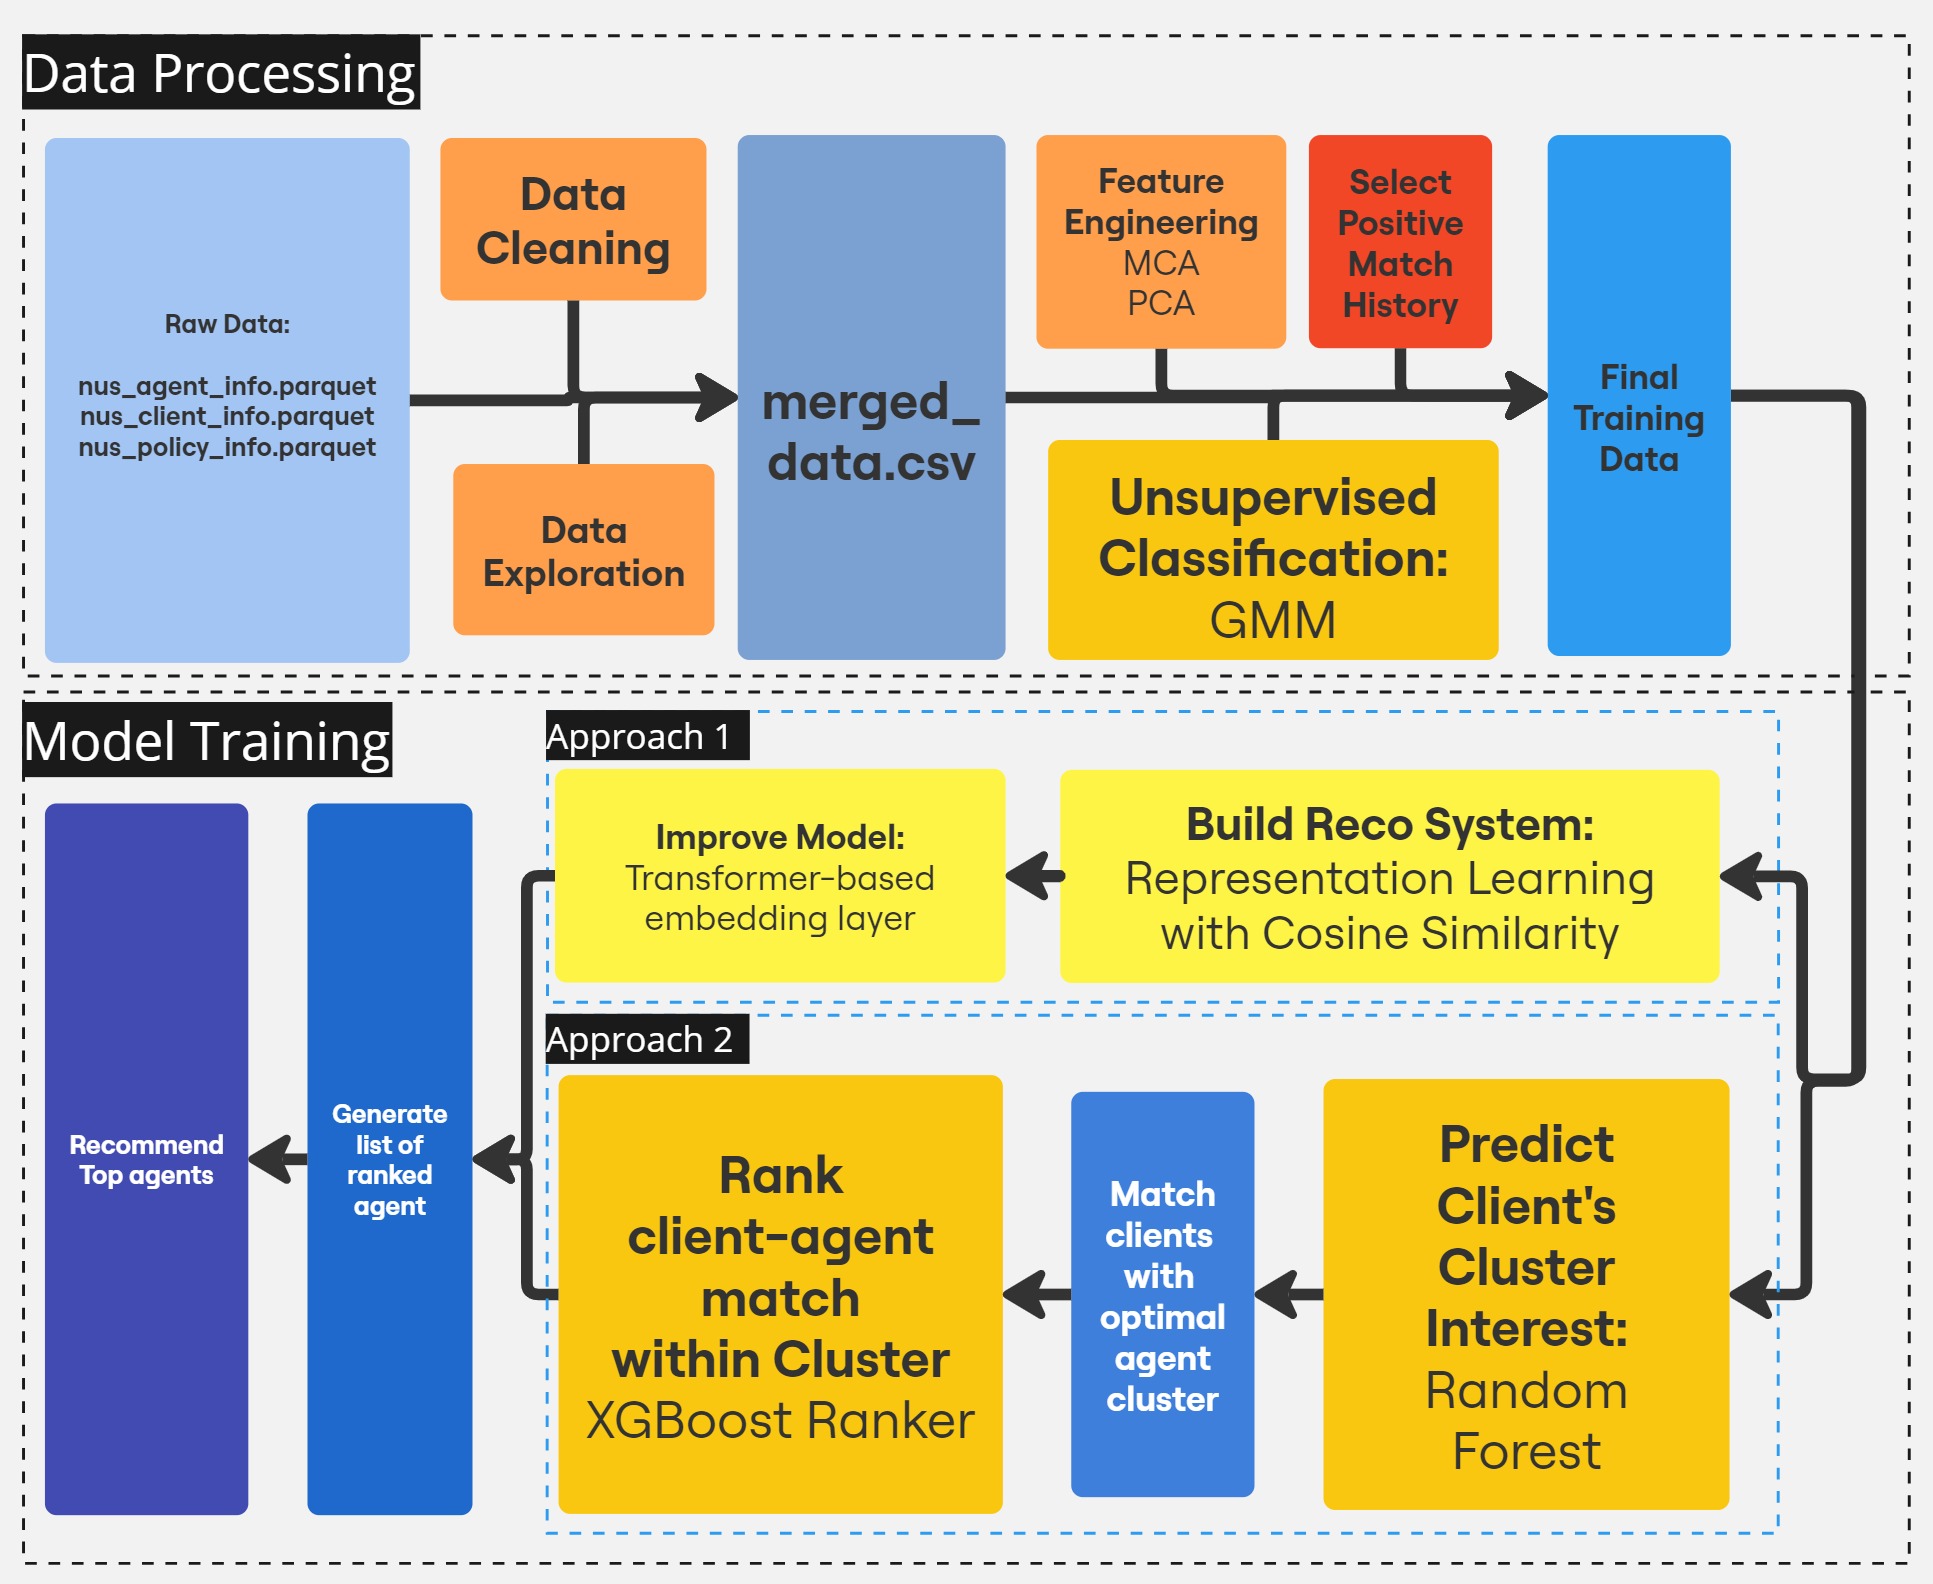 Data Processing
Raw Data:
nus_agent_info.parquet
nus_client_info.parquet
nus_policy_info.parquet
Data
Cleaning
Data
Exploration
merged_
data.csv
Feature
Engineering
MCA
PCA
Select
Positive
Match
History
Unsupervised
Classification:
GMM
Final
Training
Data
Model Training
Approach 1
Build Reco System:
Representation Learning
with Cosine Similarity
Improve Model:
Transformer-based
embedding layer
Approach 2
Predict
Client's
Cluster
Interest:
Random
Forest
Match
clients
with
optimal
agent
cluster
Rank
client-agent
match
within Cluster
XGBoost Ranker
Generate
list of
ranked
agent
Recommend
Top agents